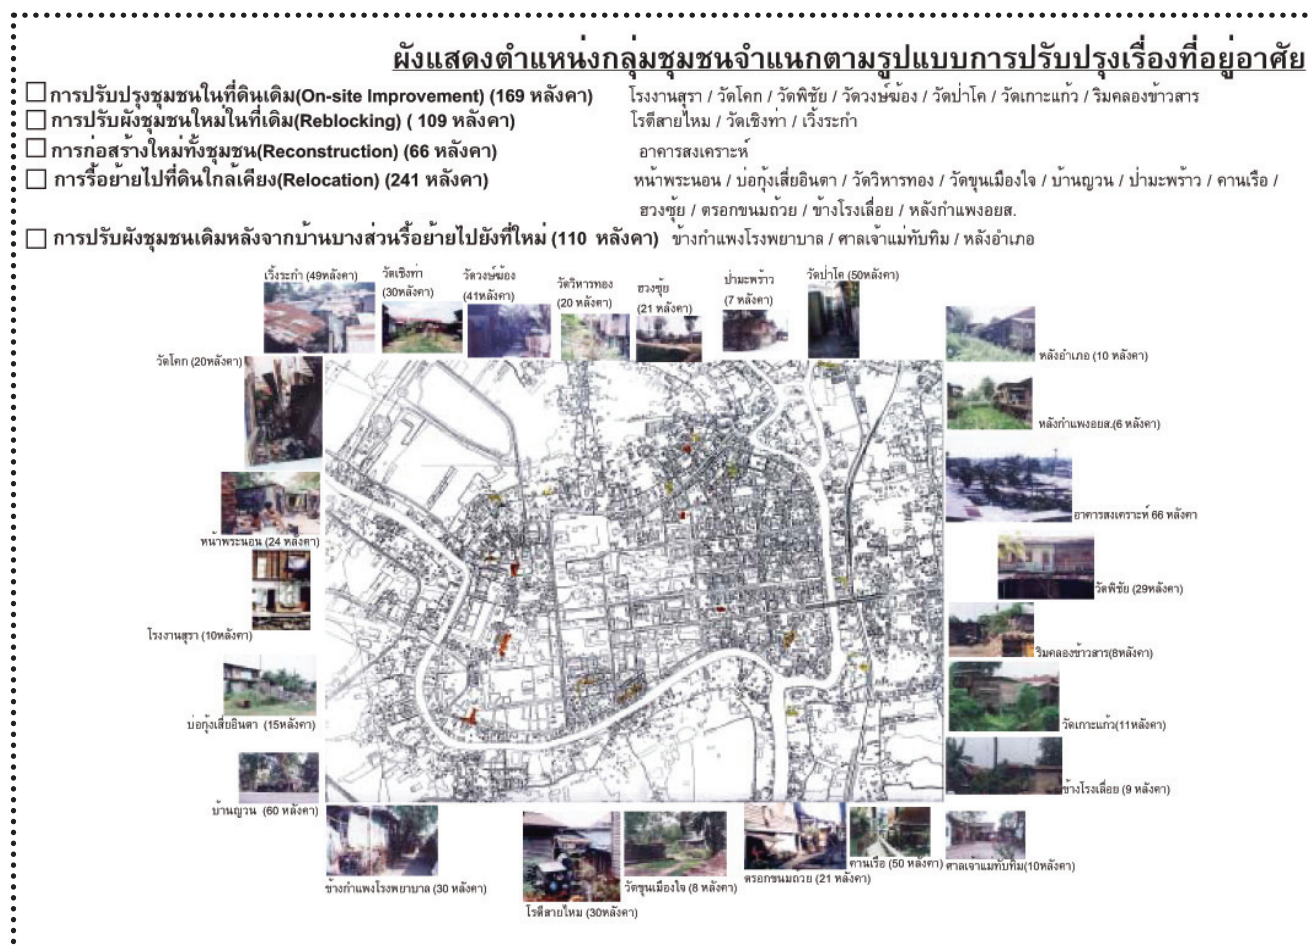 ผังแสดงตำแหน่งกลุ่มชุมชนจำแนกตามรูปแบบการปรับปรุงเรื่องที่อยู่อาศัย
การปรับปรุงชุมชนในที่ดินเดิม(On-site Improvement) (169 หลังคา) โรงงานสุรา / วัดโคก / วัดพิชัย / วัดวงษ์ฆ้อง / วัดป่าโค / วัดเกาะแก้ว / ริมคลองข้าวสาร
การปรับผังชุมชนใหม่ในที่เดิม(Reblocking) ( 109 หลังคา) โรตีสายไหม / วัดเชิงท่า / เวิ้งระกำ
การก่อสร้างใหม่ทั้งชุมชน(Reconstruction) (66 หลังคา) อาคารสงเคราะห์
การรื้อย้ายไปที่ดินใกล้เคียง(Relocation) (241 หลังคา) หน้าพระนอน / บ่อกุ้งเสี่ยอินตา / วัดวิหารทอง / วัดขุนเมืองใจ / บ้านญวน / ป่ามะพร้าว / คานเรือ /
ฮวงซุ้ย / ตรอกขนมถ้วย / ข้างโรงเลื่อย / หลังกำแพงอยส.
การปรับผังชุมชนเดิมหลังจากบ้านบางส่วนรื้อย้ายไปยังที่ใหม่ (110 หลังคา) ข้างกำแพงโรงพยาบาล / ศาลเจ้าแม่ทับทิม / หลังอำเภอ
เวิ้งระกำ (49หลังคา)
วัดเชิงท่า
(30หลังคา)
วัดวงษ์ฆ้อง
(41หลังคา)
วัดวิหารทอง
(20 หลังคา)
ฮวงซุ้ย
(21 หลังคา)
ป่ามะพร้าว
(7 หลังคา)
วัดป่าโค (50หลังคา)
วัดโคก (20หลังคา)
หลังอำเภอ (10 หลังคา)
หลังกำแพงอยส.(6 หลังคา)
อาคารสงเคราะห์ 66 หลังคา
หน้าพระนอน (24 หลังคา)
วัดพิชัย (29หลังคา)
โรงงานสุรา (10หลังคา)
ริมคลองข้าวสาร(8หลังคา)
บ่อกุ้งเสี่ยอินตา (15หลังคา)
วัดเกาะแก้ว(11หลังคา)
ข้างโรงเลื่อย (9 หลังคา)
บ้านญวน (60 หลังคา)
ข้างกำแพงโรงพยาบาล (30 หลังคา)
โรตีสายไหม (30หลังคา)
วัดขุนเมืองใจ (8 หลังคา)
ตรอกขนมถวย (21 หลังคา)
คานเรือ (50 หลังคา)
ศาลเจ้าแม่ทับทิม(10หลังคา)